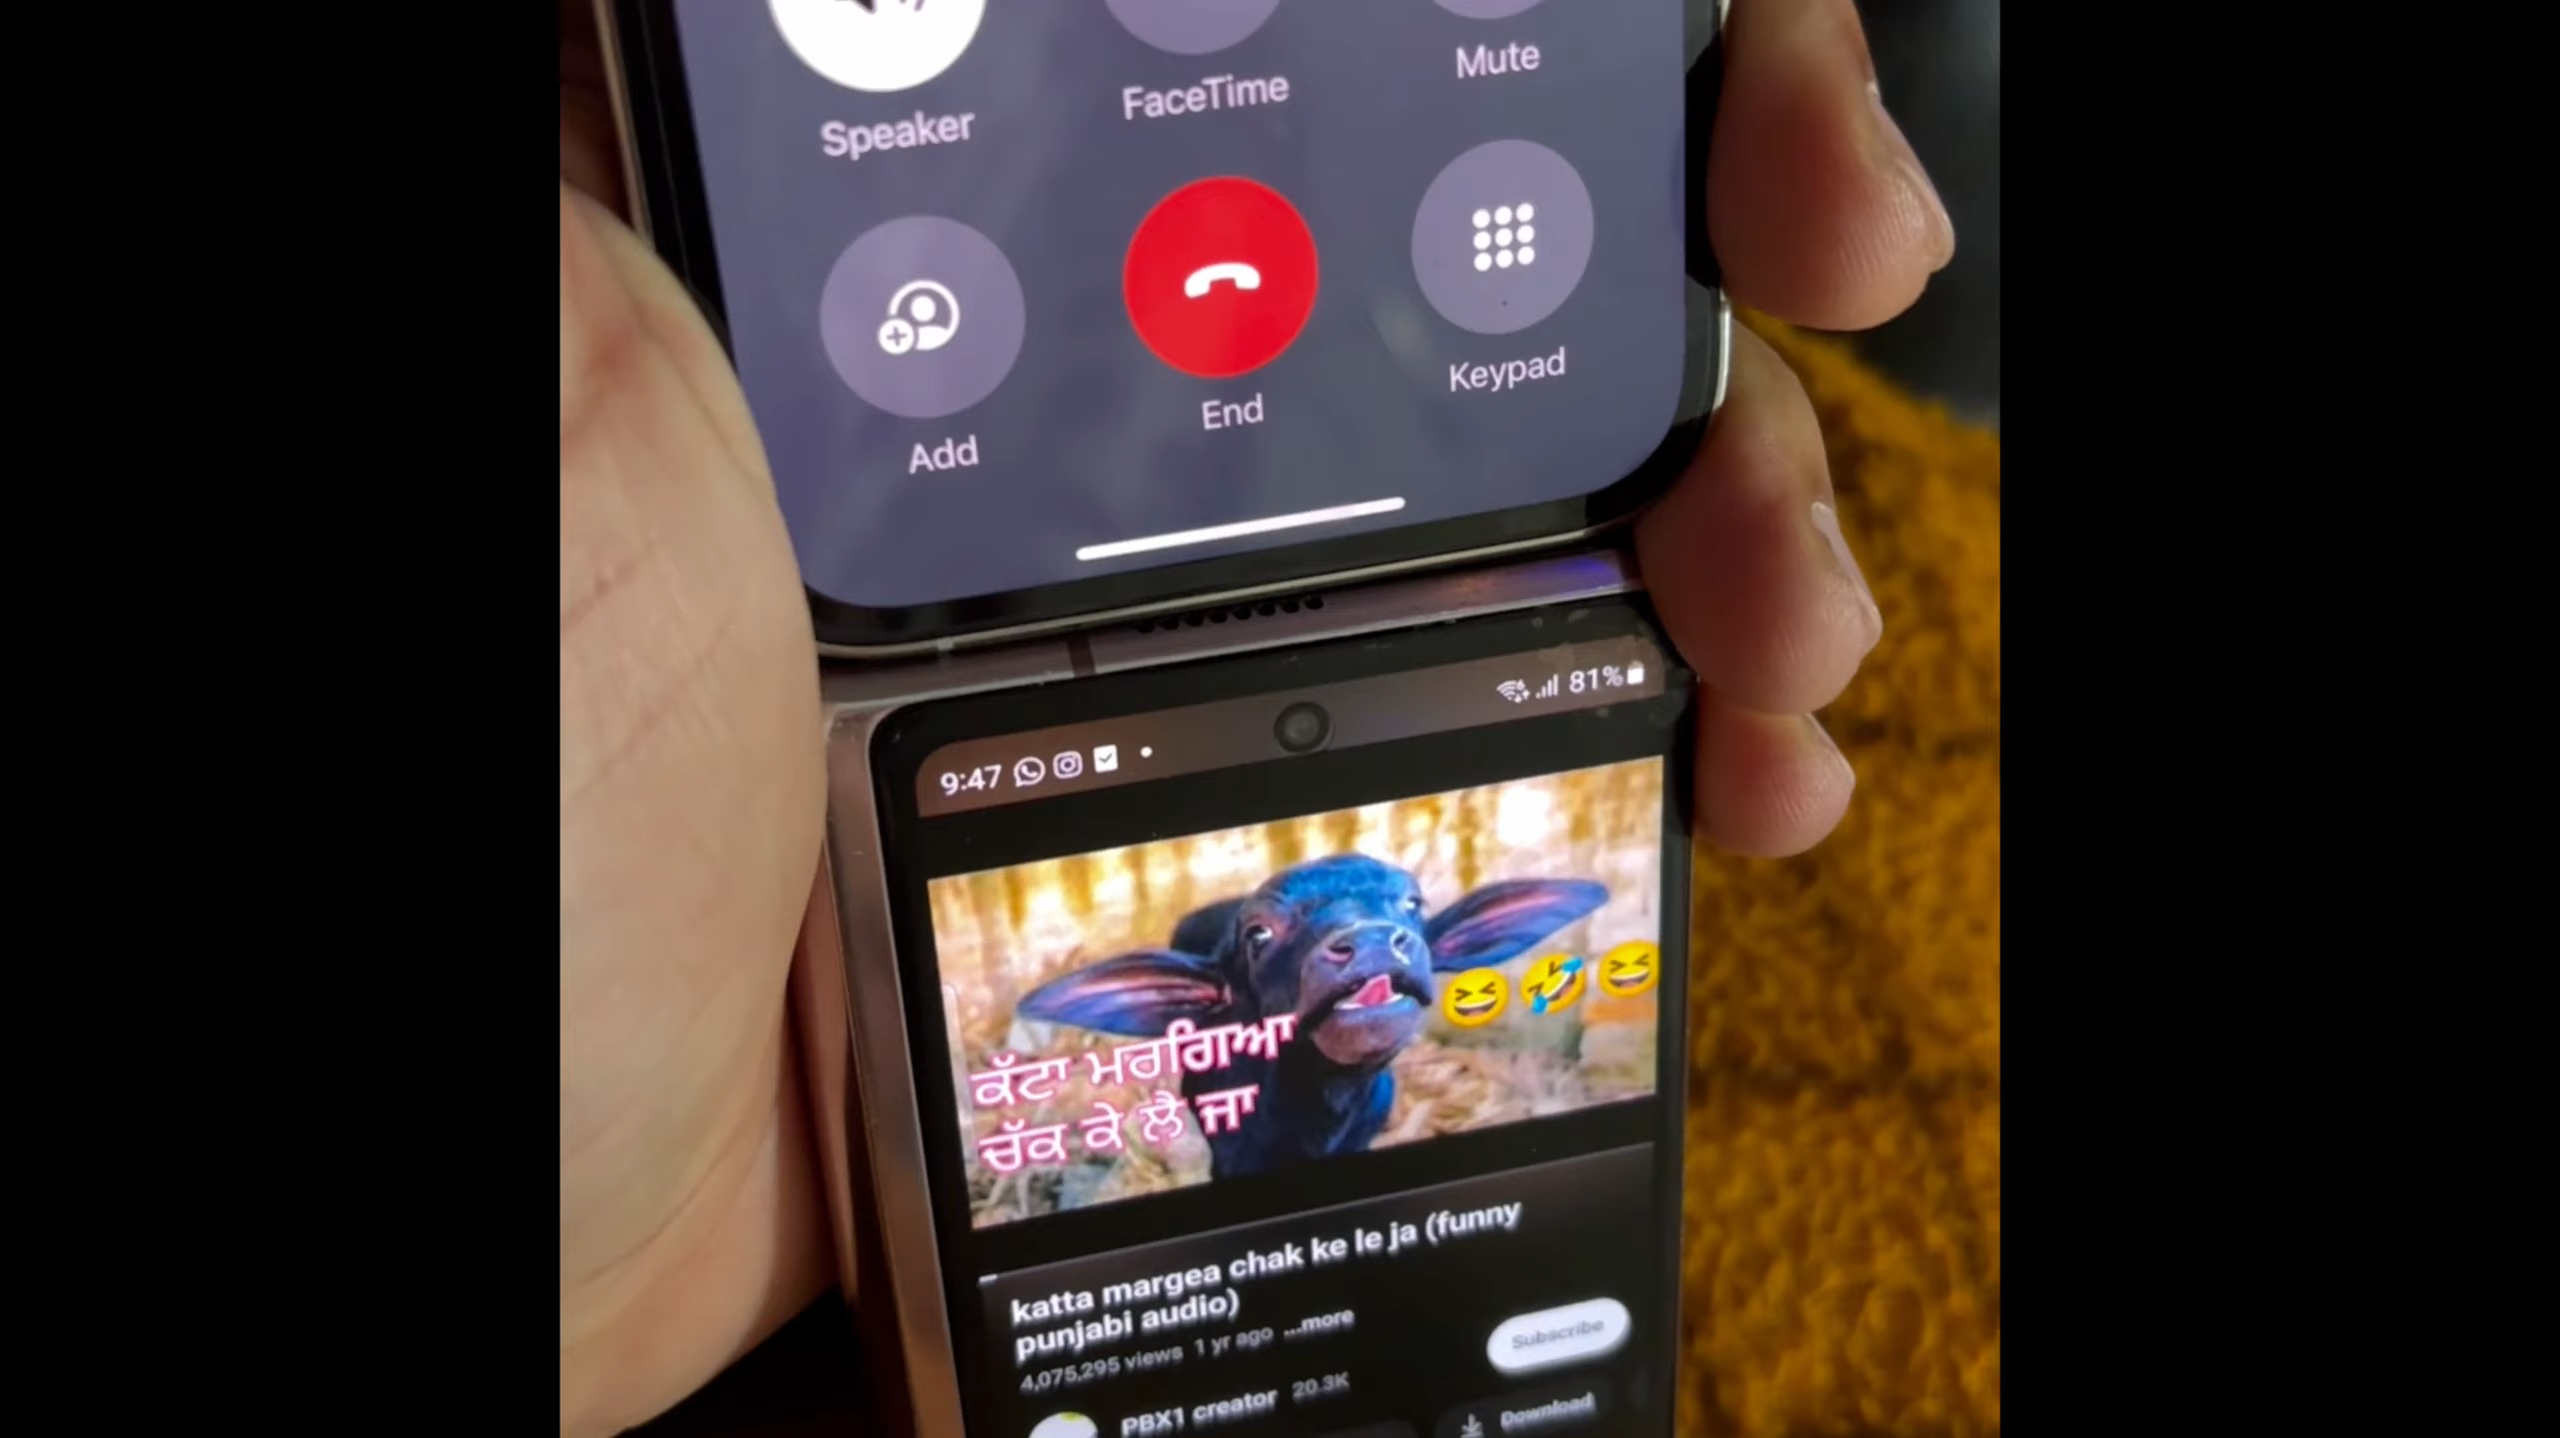 Speaker
FaceTime
Mute
Add
End
Keypad
9:47
81%
ਕੱਟਾ ਮਰਗਿਆ
ਚੱਕ ਕੇ ਲੈ ਜਾ
katta margea chak ke le ja (funny
punjabi audio)
4,075,295 views 1 yr ago ...more
Subscribe
PBX1 creator 20.3K
Download